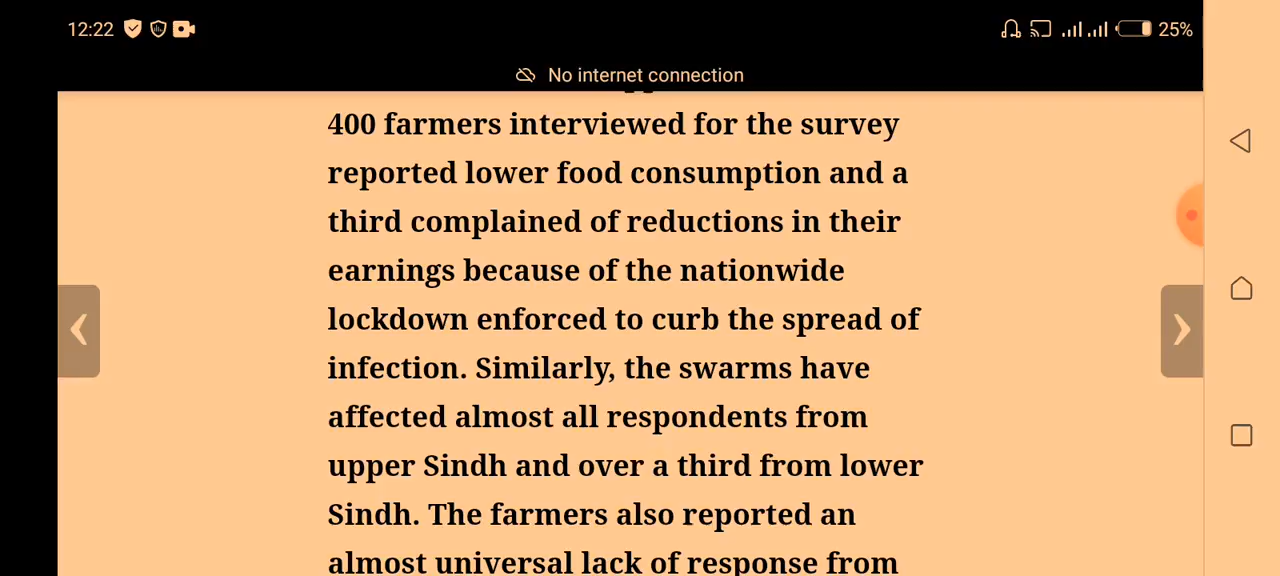 12:22
25%
No internet connection
400 farmers interviewed for the survey
reported lower food consumption and a
third complained of reductions in their
earnings because of the nationwide
lockdown enforced to curb the spread of
infection. Similarly, the swarms have
affected almost all respondents from
upper Sindh and over a third from lower
Sindh. The farmers also reported an
almost universal lack of response from